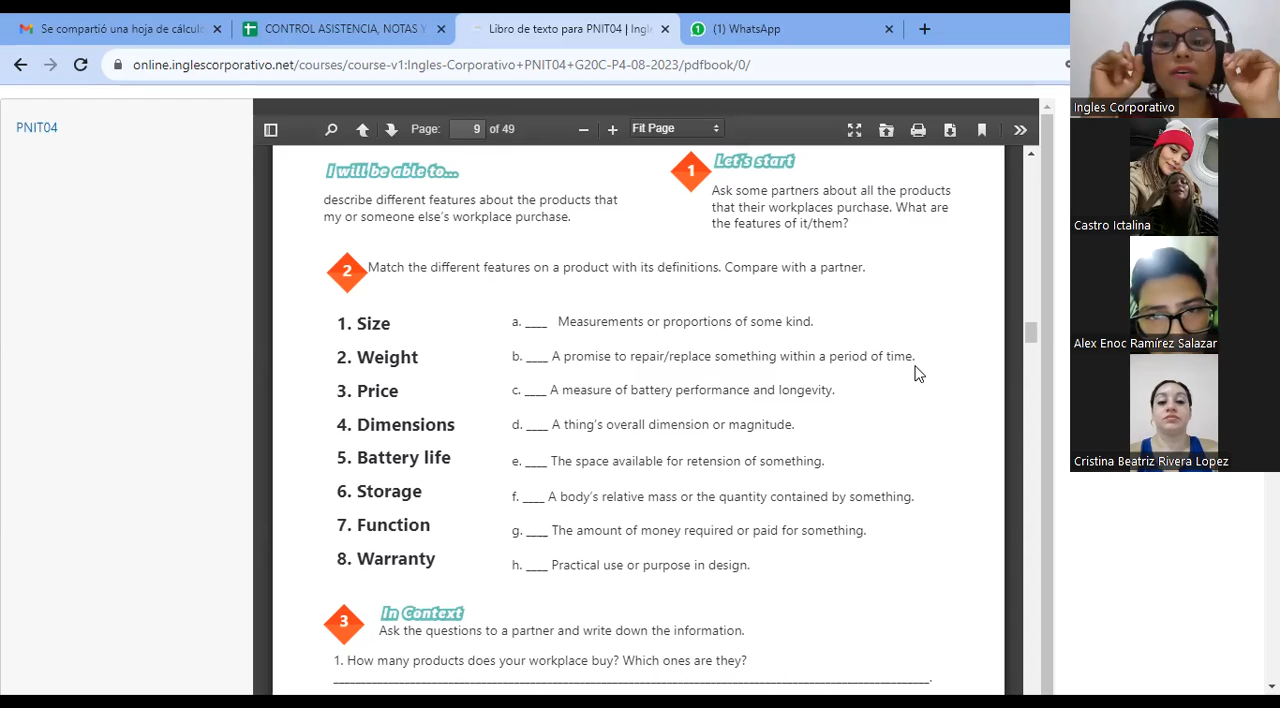 Se compartió una hoja de cálcul
CONTROL ASISTENCIA, NOTAS Y
Libro de texto para PNIT04 | Ingle
(1) WhatsApp
online.inglescorporativo.net/courses/course-v1:Ingles-Corporativo+PNIT04+G20C-P4-08-2023/pdfbook/0/
PNIT04
Page: 9 of 49
Fit Page
I will be able to...
describe different features about the products that
my or someone else's workplace purchase.
1 Let's start
Ask some partners about all the products
that their workplaces purchase. What are
the features of it/them?
2 Match the different features on a product with its definitions. Compare with a partner.
1. Size
2. Weight
3. Price
4. Dimensions
5. Battery life
6. Storage
7. Function
8. Warranty
a. ____ Measurements or proportions of some kind.
b. ____ A promise to repair/replace something within a period of time.
c. ____ A measure of battery performance and longevity.
d. ____ A thing's overall dimension or magnitude.
e. ____ The space available for retention of something.
f. ____ A body's relative mass or the quantity contained by something.
g. ____ The amount of money required or paid for something.
h. ____ Practical use or purpose in design.
3 In Context
Ask the questions to a partner and write down the information.
1. How many products does your workplace buy? Which ones are they?
Ingles Corporativo
Castro Ictalina
Alex Enoc Ramírez Salazar
Cristina Beatriz Rivera Lopez